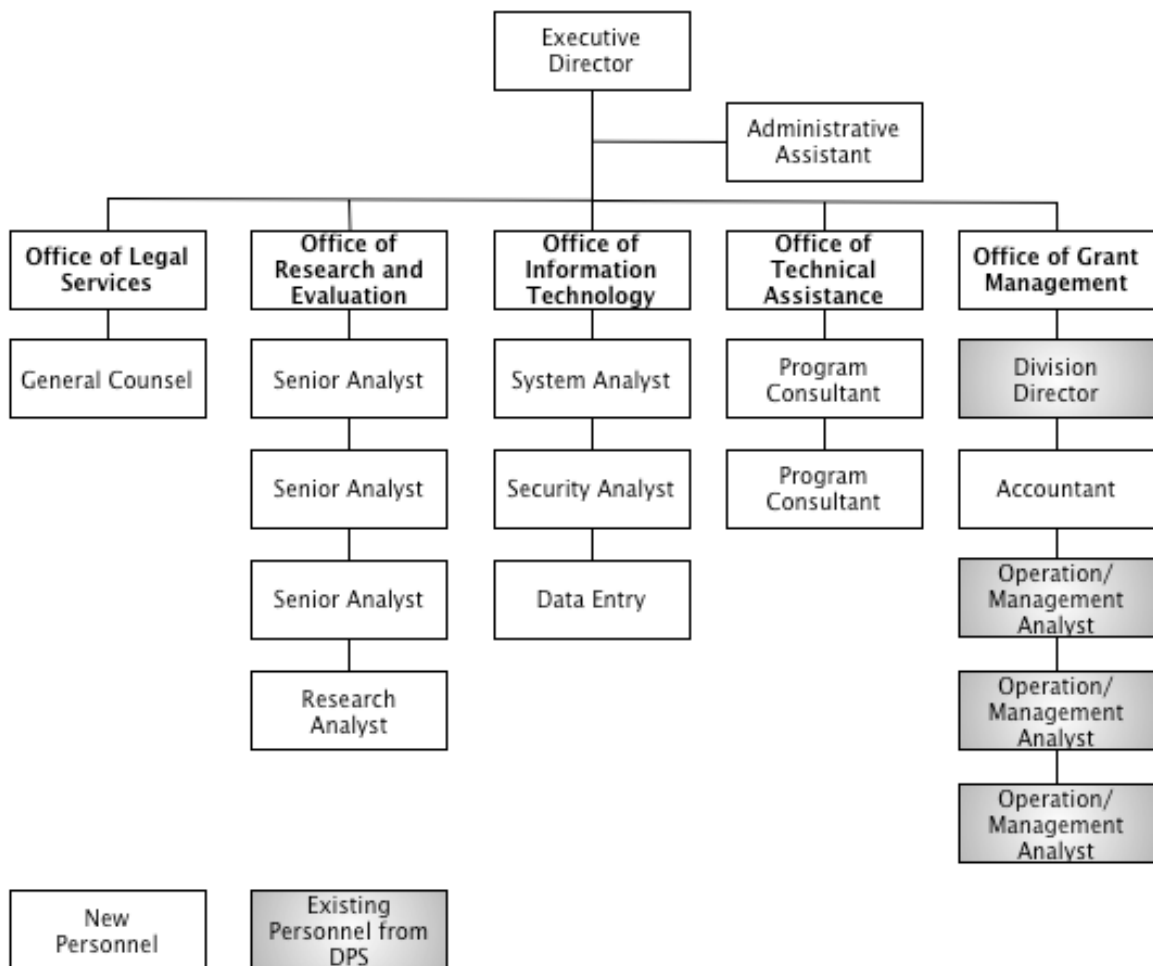 Executive
Director
Administrative
Assistant
Office of Legal
Services
Office of
Research and
Evaluation
Office of
Information
Technology
Office of
Technical
Assistance
Office of Grant
Management
General Counsel
Senior Analyst
System Analyst
Program
Consultant
Division
Director
Senior Analyst
Security Analyst
Program
Consultant
Accountant
Senior Analyst
Data Entry
Operation/
Management
Analyst
Research
Analyst
Operation/
Management
Analyst
Operation/
Management
Analyst
New
Personnel
Existing
Personnel from
DPS